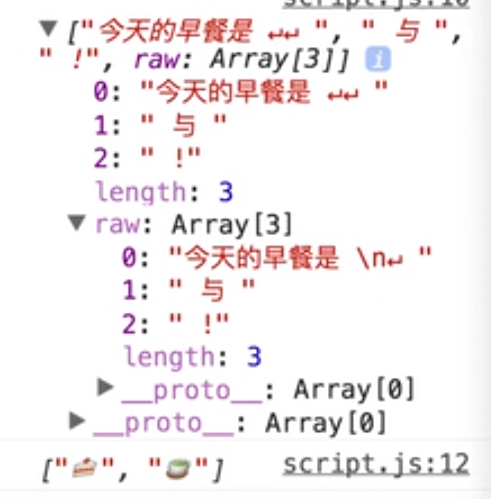 script.js:10
▼ ["今天的早餐是 ↵↵ ", " 与 ",
" !", raw: Array[3]] i
0: "今天的早餐是 ↵↵ "
1: " 与 "
2: " !"
length: 3
▼ raw: Array[3]
0: "今天的早餐是 \n↵ "
1: " 与 "
2: " !"
length: 3
▶ __proto__: Array[0]
▶ __proto__: Array[0]
["🍰", "🍵"] script.js:12